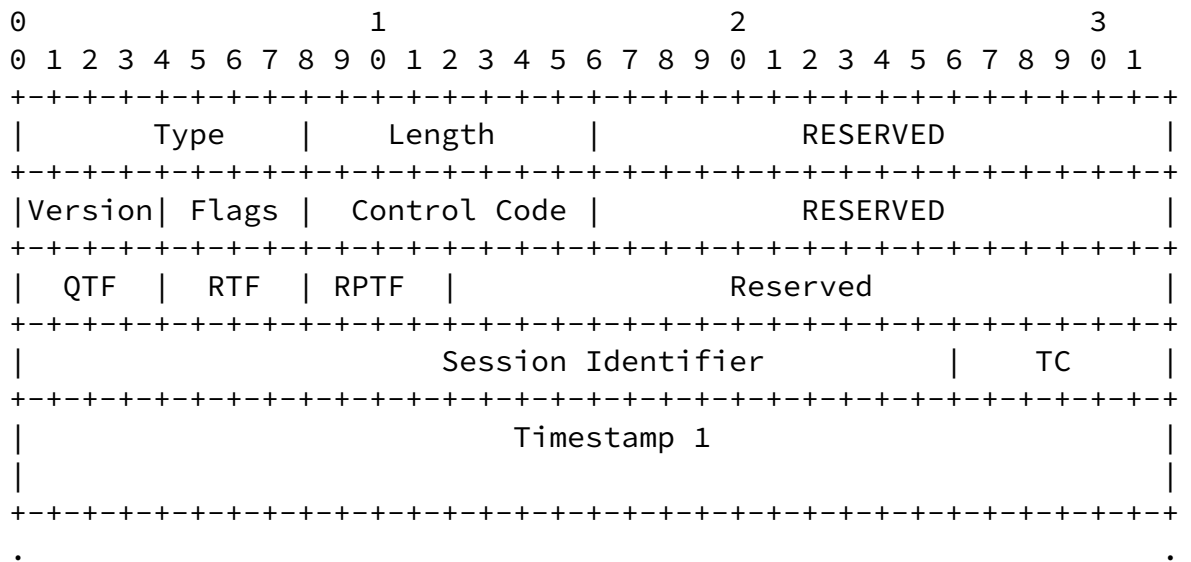 0                   1                   2                   3
0 1 2 3 4 5 6 7 8 9 0 1 2 3 4 5 6 7 8 9 0 1 2 3 4 5 6 7 8 9 0 1
+-+-+-+-+-+-+-+-+-+-+-+-+-+-+-+-+-+-+-+-+-+-+-+-+-+-+-+-+-+-+-+-+
|       Type    |    Length     |           RESERVED            |
+-+-+-+-+-+-+-+-+-+-+-+-+-+-+-+-+-+-+-+-+-+-+-+-+-+-+-+-+-+-+-+-+
|Version| Flags |  Control Code |           RESERVED            |
+-+-+-+-+-+-+-+-+-+-+-+-+-+-+-+-+-+-+-+-+-+-+-+-+-+-+-+-+-+-+-+-+
|  QTF  |  RTF  | RPTF  |               Reserved                |
+-+-+-+-+-+-+-+-+-+-+-+-+-+-+-+-+-+-+-+-+-+-+-+-+-+-+-+-+-+-+-+-+
|                       Session Identifier          |    TC     |
+-+-+-+-+-+-+-+-+-+-+-+-+-+-+-+-+-+-+-+-+-+-+-+-+-+-+-+-+-+-+-+-+
|                           Timestamp 1                         |
|                                                               |
+-+-+-+-+-+-+-+-+-+-+-+-+-+-+-+-+-+-+-+-+-+-+-+-+-+-+-+-+-+-+-+-+
.                                                               .